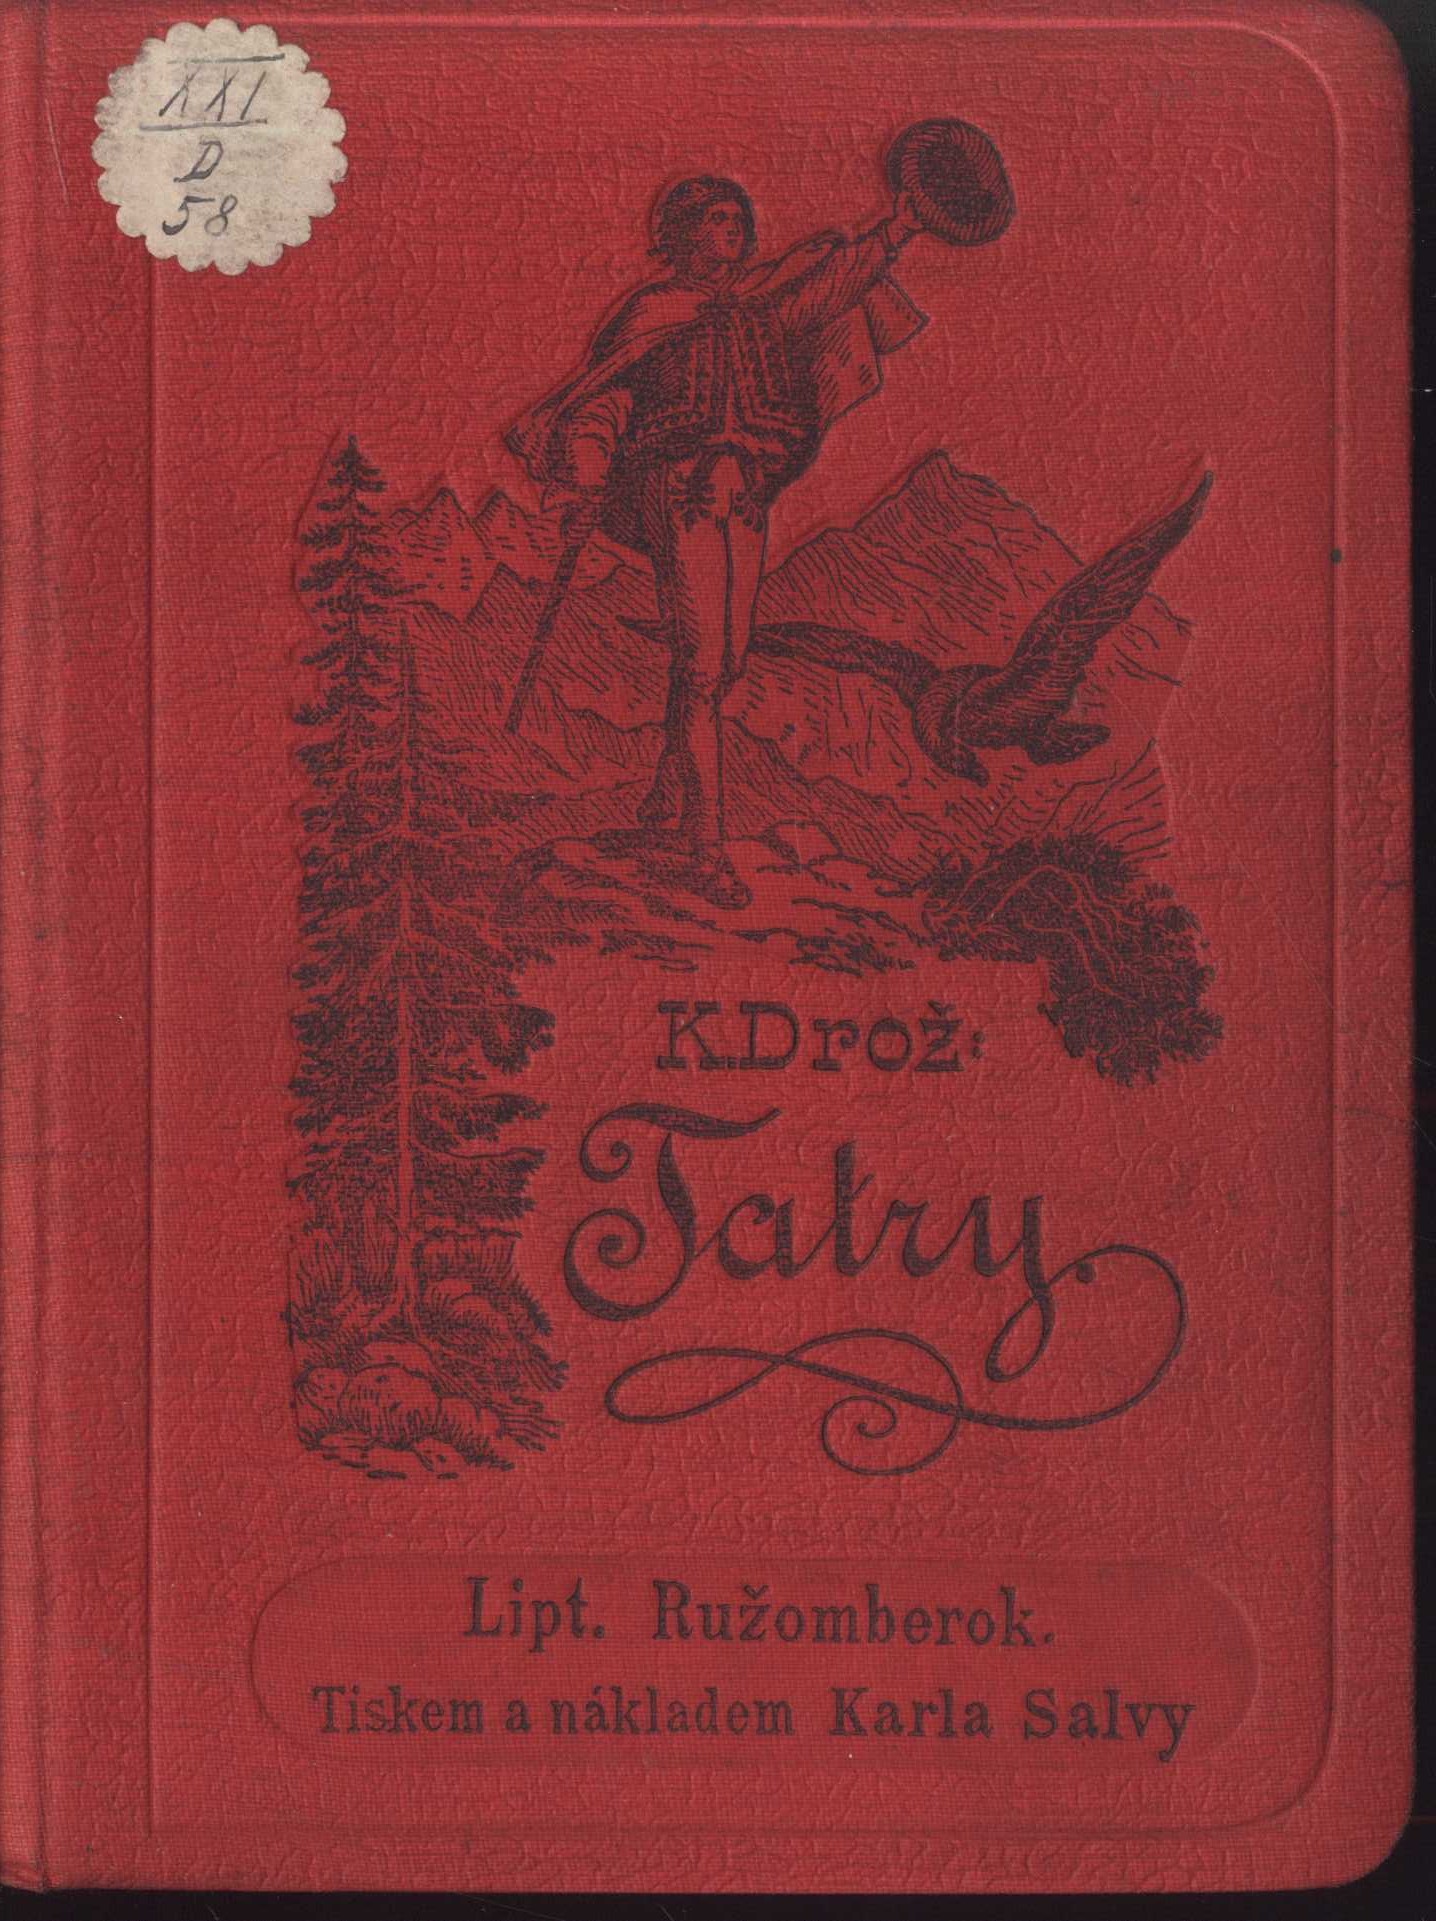 XXI
D
58
K. Drož:
Tatry.
Lipt. Ružomberok.
Tiskem a nákladem Karla Salvy